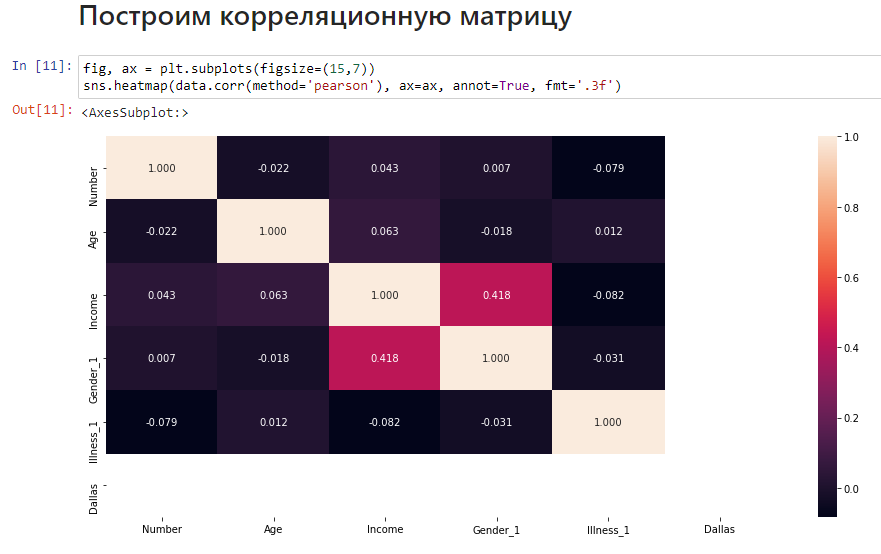 Построим корреляционную матрицу
In [11]: fig, ax = plt.subplots(figsize=(15,7))
sns.heatmap(data.corr(method='pearson'), ax=ax, annot=True, fmt='.3f')
Out[11]: <AxesSubplot:>
Number 1.000 -0.022 0.043 0.007 -0.079
Age -0.022 1.000 0.063 -0.018 0.012
Income 0.043 0.063 1.000 0.418 -0.082
Gender_1 0.007 -0.018 0.418 1.000 -0.031
Illness_1 -0.079 0.012 -0.082 -0.031 1.000
Dallas
Number Age Income Gender_1 Illness_1 Dallas
1.0
0.8
0.6
0.4
0.2
0.0